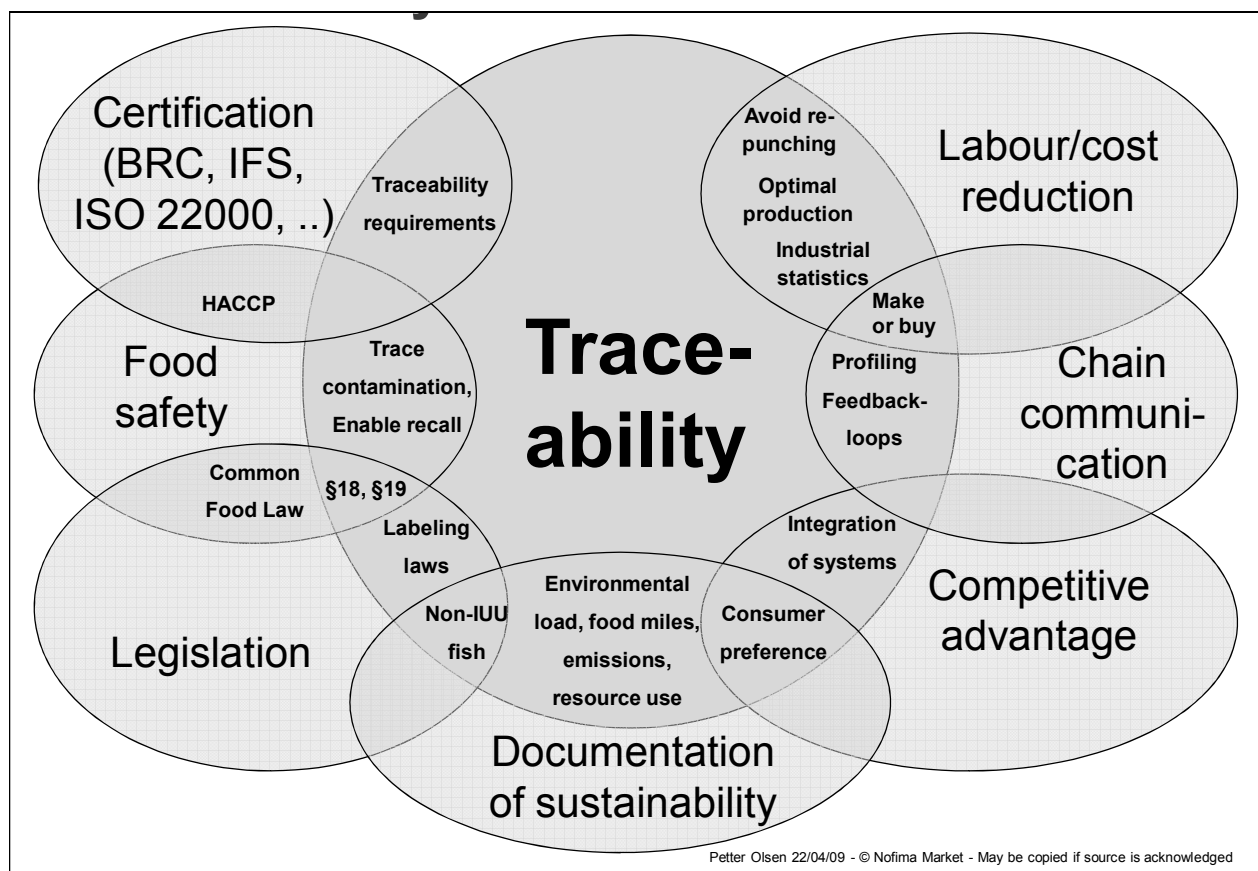 Certification
(BRC, IFS,
ISO 22000, ..)
Traceability
requirements
HACCP
Food
safety
Trace
contamination,
Enable recall
Common
Food Law
§18, §19
Labeling
laws
Legislation
Non-IUU
fish
Trace-
ability
Environmental
load, food miles,
emissions,
resource use
Documentation
of sustainability
Avoid re-
punching
Optimal
production
Industrial
statistics
Labour/cost
reduction
Make
or buy
Profiling
Feedback-
loops
Chain
communi-
cation
Integration
of systems
Consumer
preference
Competitive
advantage
Petter Olsen 22/04/09 - © Nofima Market - May be copied if source is acknowledged